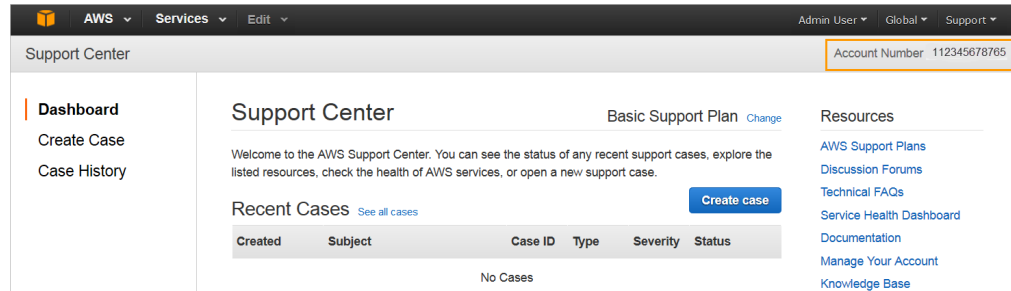 AWS Services Edit Admin User Global Support
Support Center Account Number 112345678765
Dashboard
Create Case
Case History
Support Center Basic Support Plan Change
Welcome to the AWS Support Center. You can see the status of any recent support cases, explore the
listed resources, check the health of AWS services, or open a new support case.
Create case
Recent Cases See all cases
Created Subject Case ID Type Severity Status
No Cases
Resources
AWS Support Plans
Discussion Forums
Technical FAQs
Service Health Dashboard
Documentation
Manage Your Account
Knowledge Base